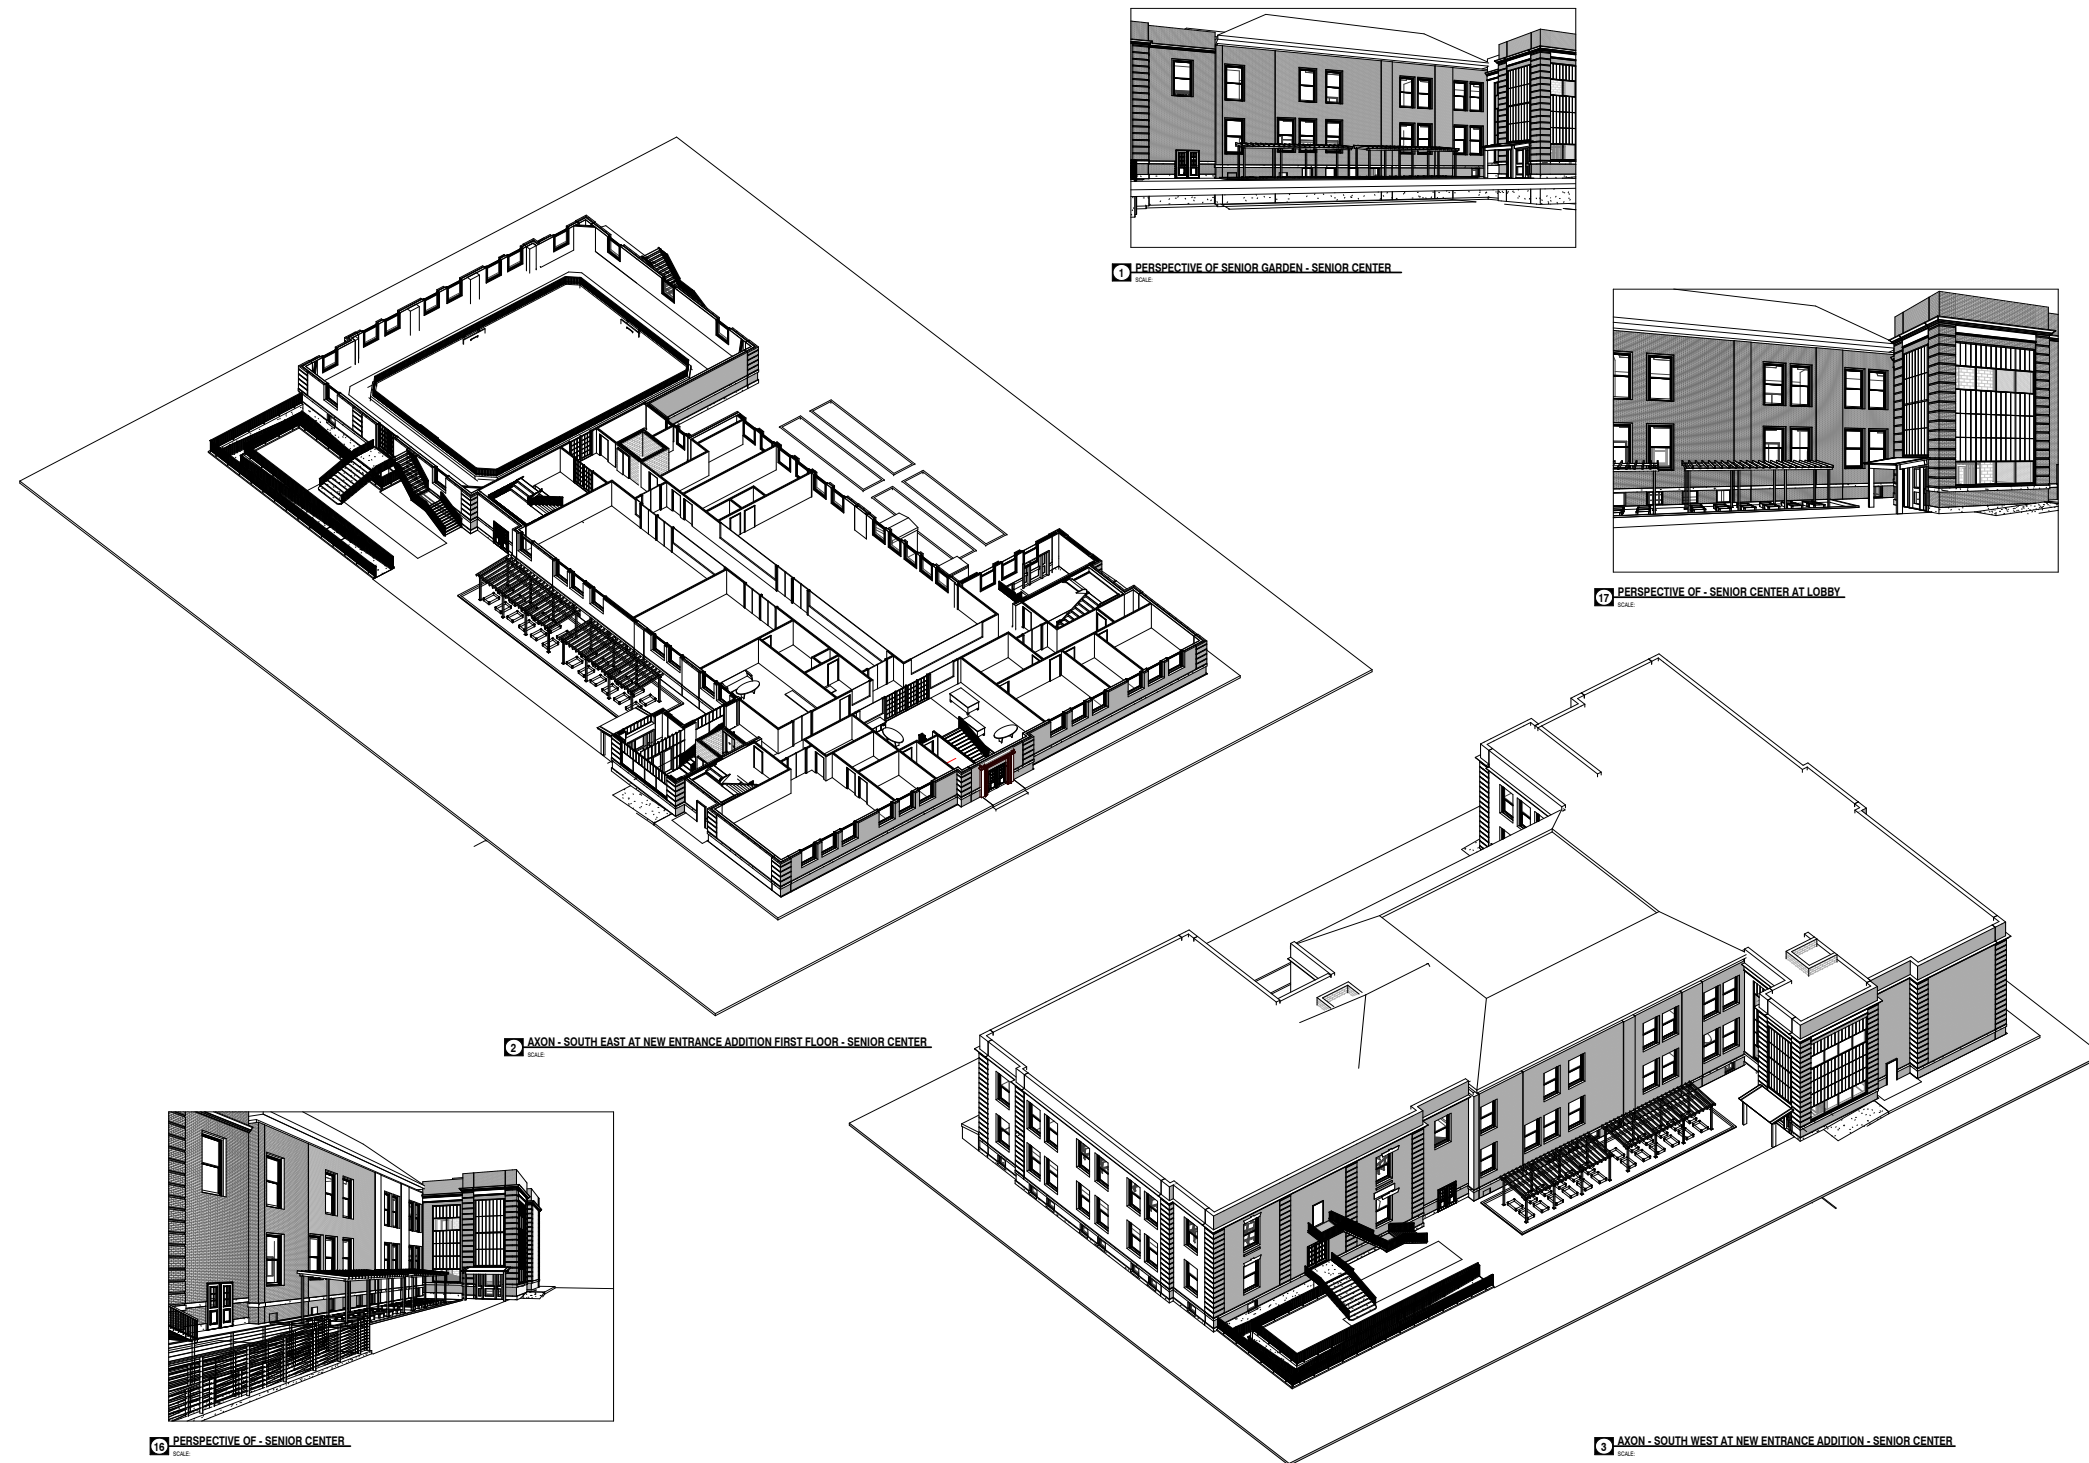 1 PERSPECTIVE OF SENIOR GARDEN - SENIOR CENTER
SCALE:
17 PERSPECTIVE OF - SENIOR CENTER AT LOBBY
SCALE:
2 AXON - SOUTH EAST AT NEW ENTRANCE ADDITION FIRST FLOOR - SENIOR CENTER
SCALE:
16 PERSPECTIVE OF - SENIOR CENTER
SCALE:
3 AXON - SOUTH WEST AT NEW ENTRANCE ADDITION - SENIOR CENTER
SCALE: